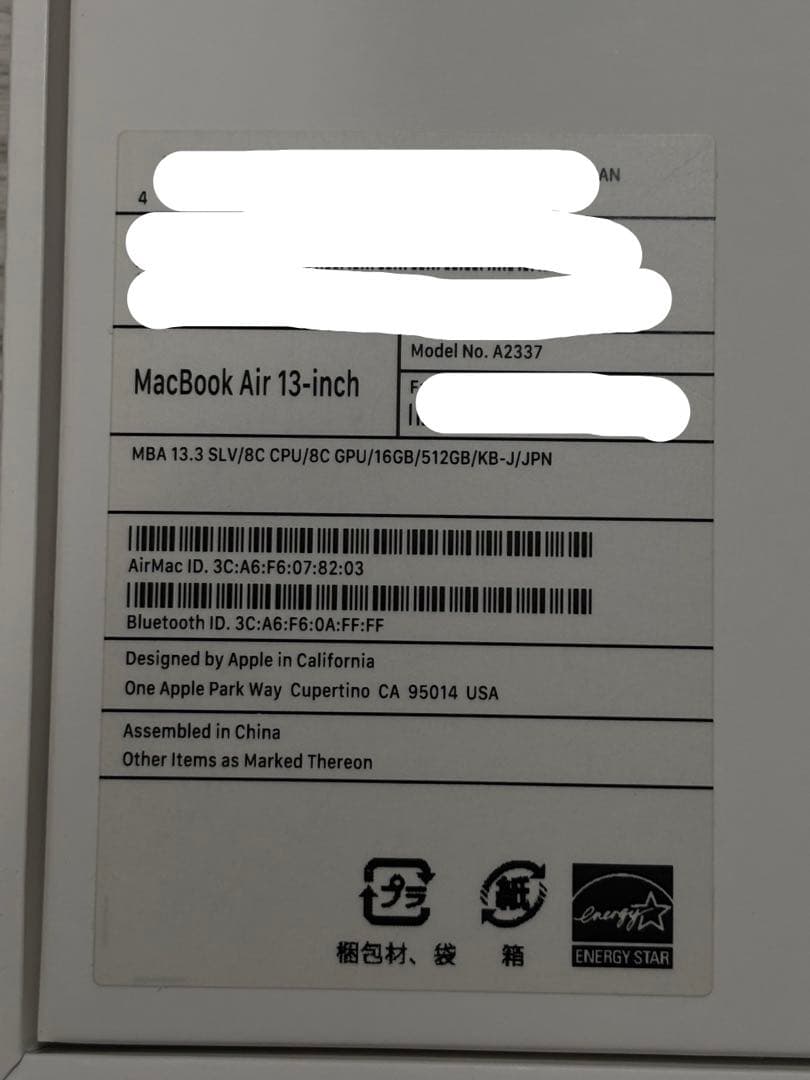 AN
4
Model No. A2337
MacBook Air 13-inch
MBA 13.3 SLV/8C CPU/8C GPU/16GB/512GB/KB-J/JPN
AirMac ID. 3C:A6:F6:07:82:03
Bluetooth ID. 3C:A6:F6:0A:FF:FF
Designed by Apple in California
One Apple Park Way Cupertino CA 95014 USA
Assembled in China
Other Items as Marked Thereon
プラ
紙
energy
梱包材、袋
箱
ENERGY STAR